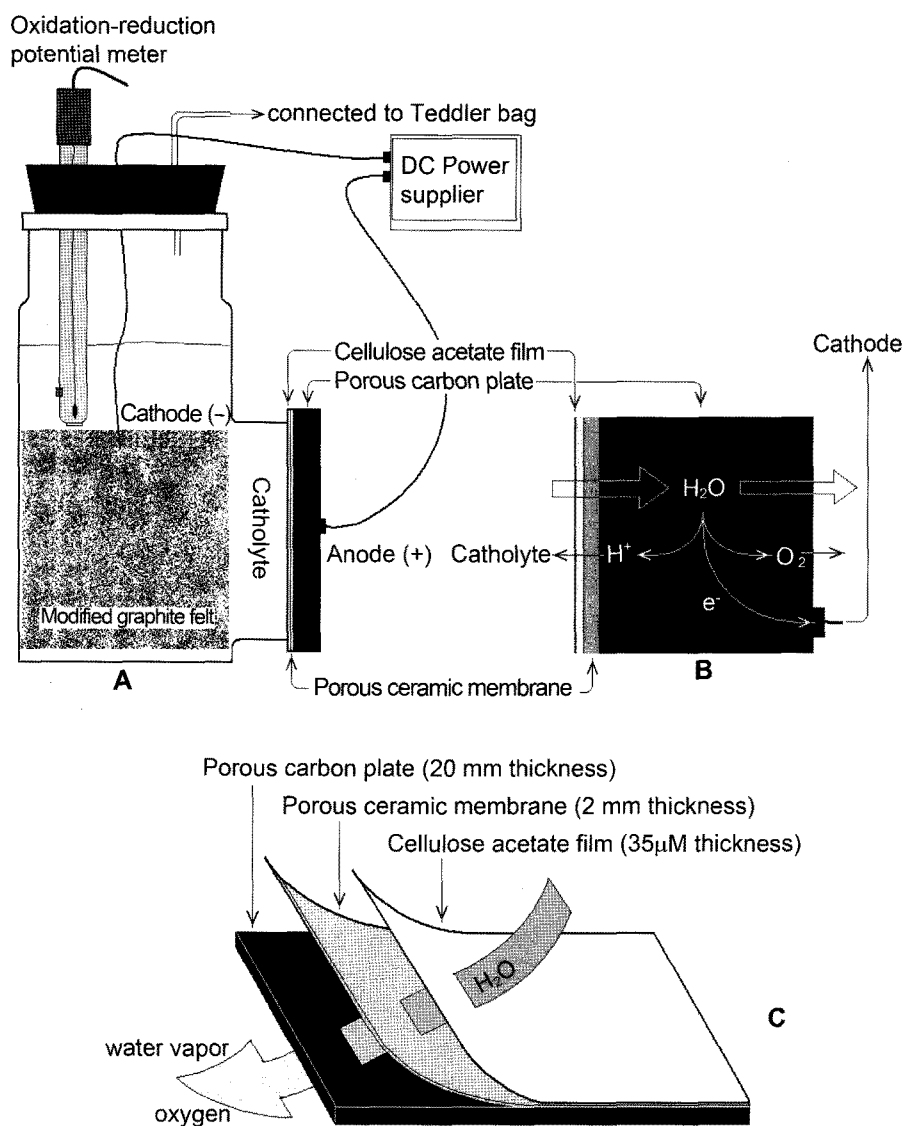 Oxidation-reduction
potential meter
connected to Teddler bag
DC Power
supplier
Cellulose acetate film
Porous carbon plate
Cathode
Cathode (−)
Catholyte
H₂O
Anode (+)
Catholyte
H⁺
O₂
e⁻
Modified graphite felt
A
B
Porous ceramic membrane
Porous carbon plate (20 mm thickness)
Porous ceramic membrane (2 mm thickness)
Cellulose acetate film (35μM thickness)
H₂O
C
water vapor
oxygen